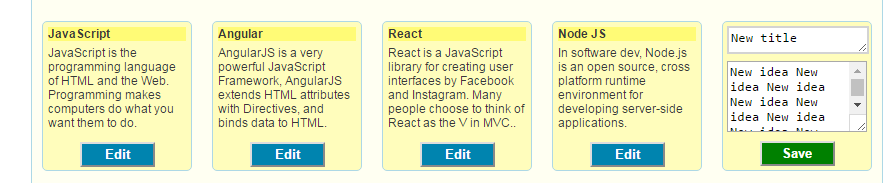 JavaScript
JavaScript is the
programming language
of HTML and the Web.
Programming makes
computers do what you
want them to do.
Edit
Angular
AngularJS is a very
powerful JavaScript
Framework, AngularJS
extends HTML attributes
with Directives, and
binds data to HTML.
Edit
React
React is a JavaScript
library for creating user
interfaces by Facebook
and Instagram. Many
people choose to think of
React as the V in MVC..
Edit
Node JS
In software dev, Node.js
is an open source, cross
platform runtime
environment for
developing server-side
applications.
Edit
New title
New idea New
idea New idea
New idea New
idea New idea
New idea New
Save